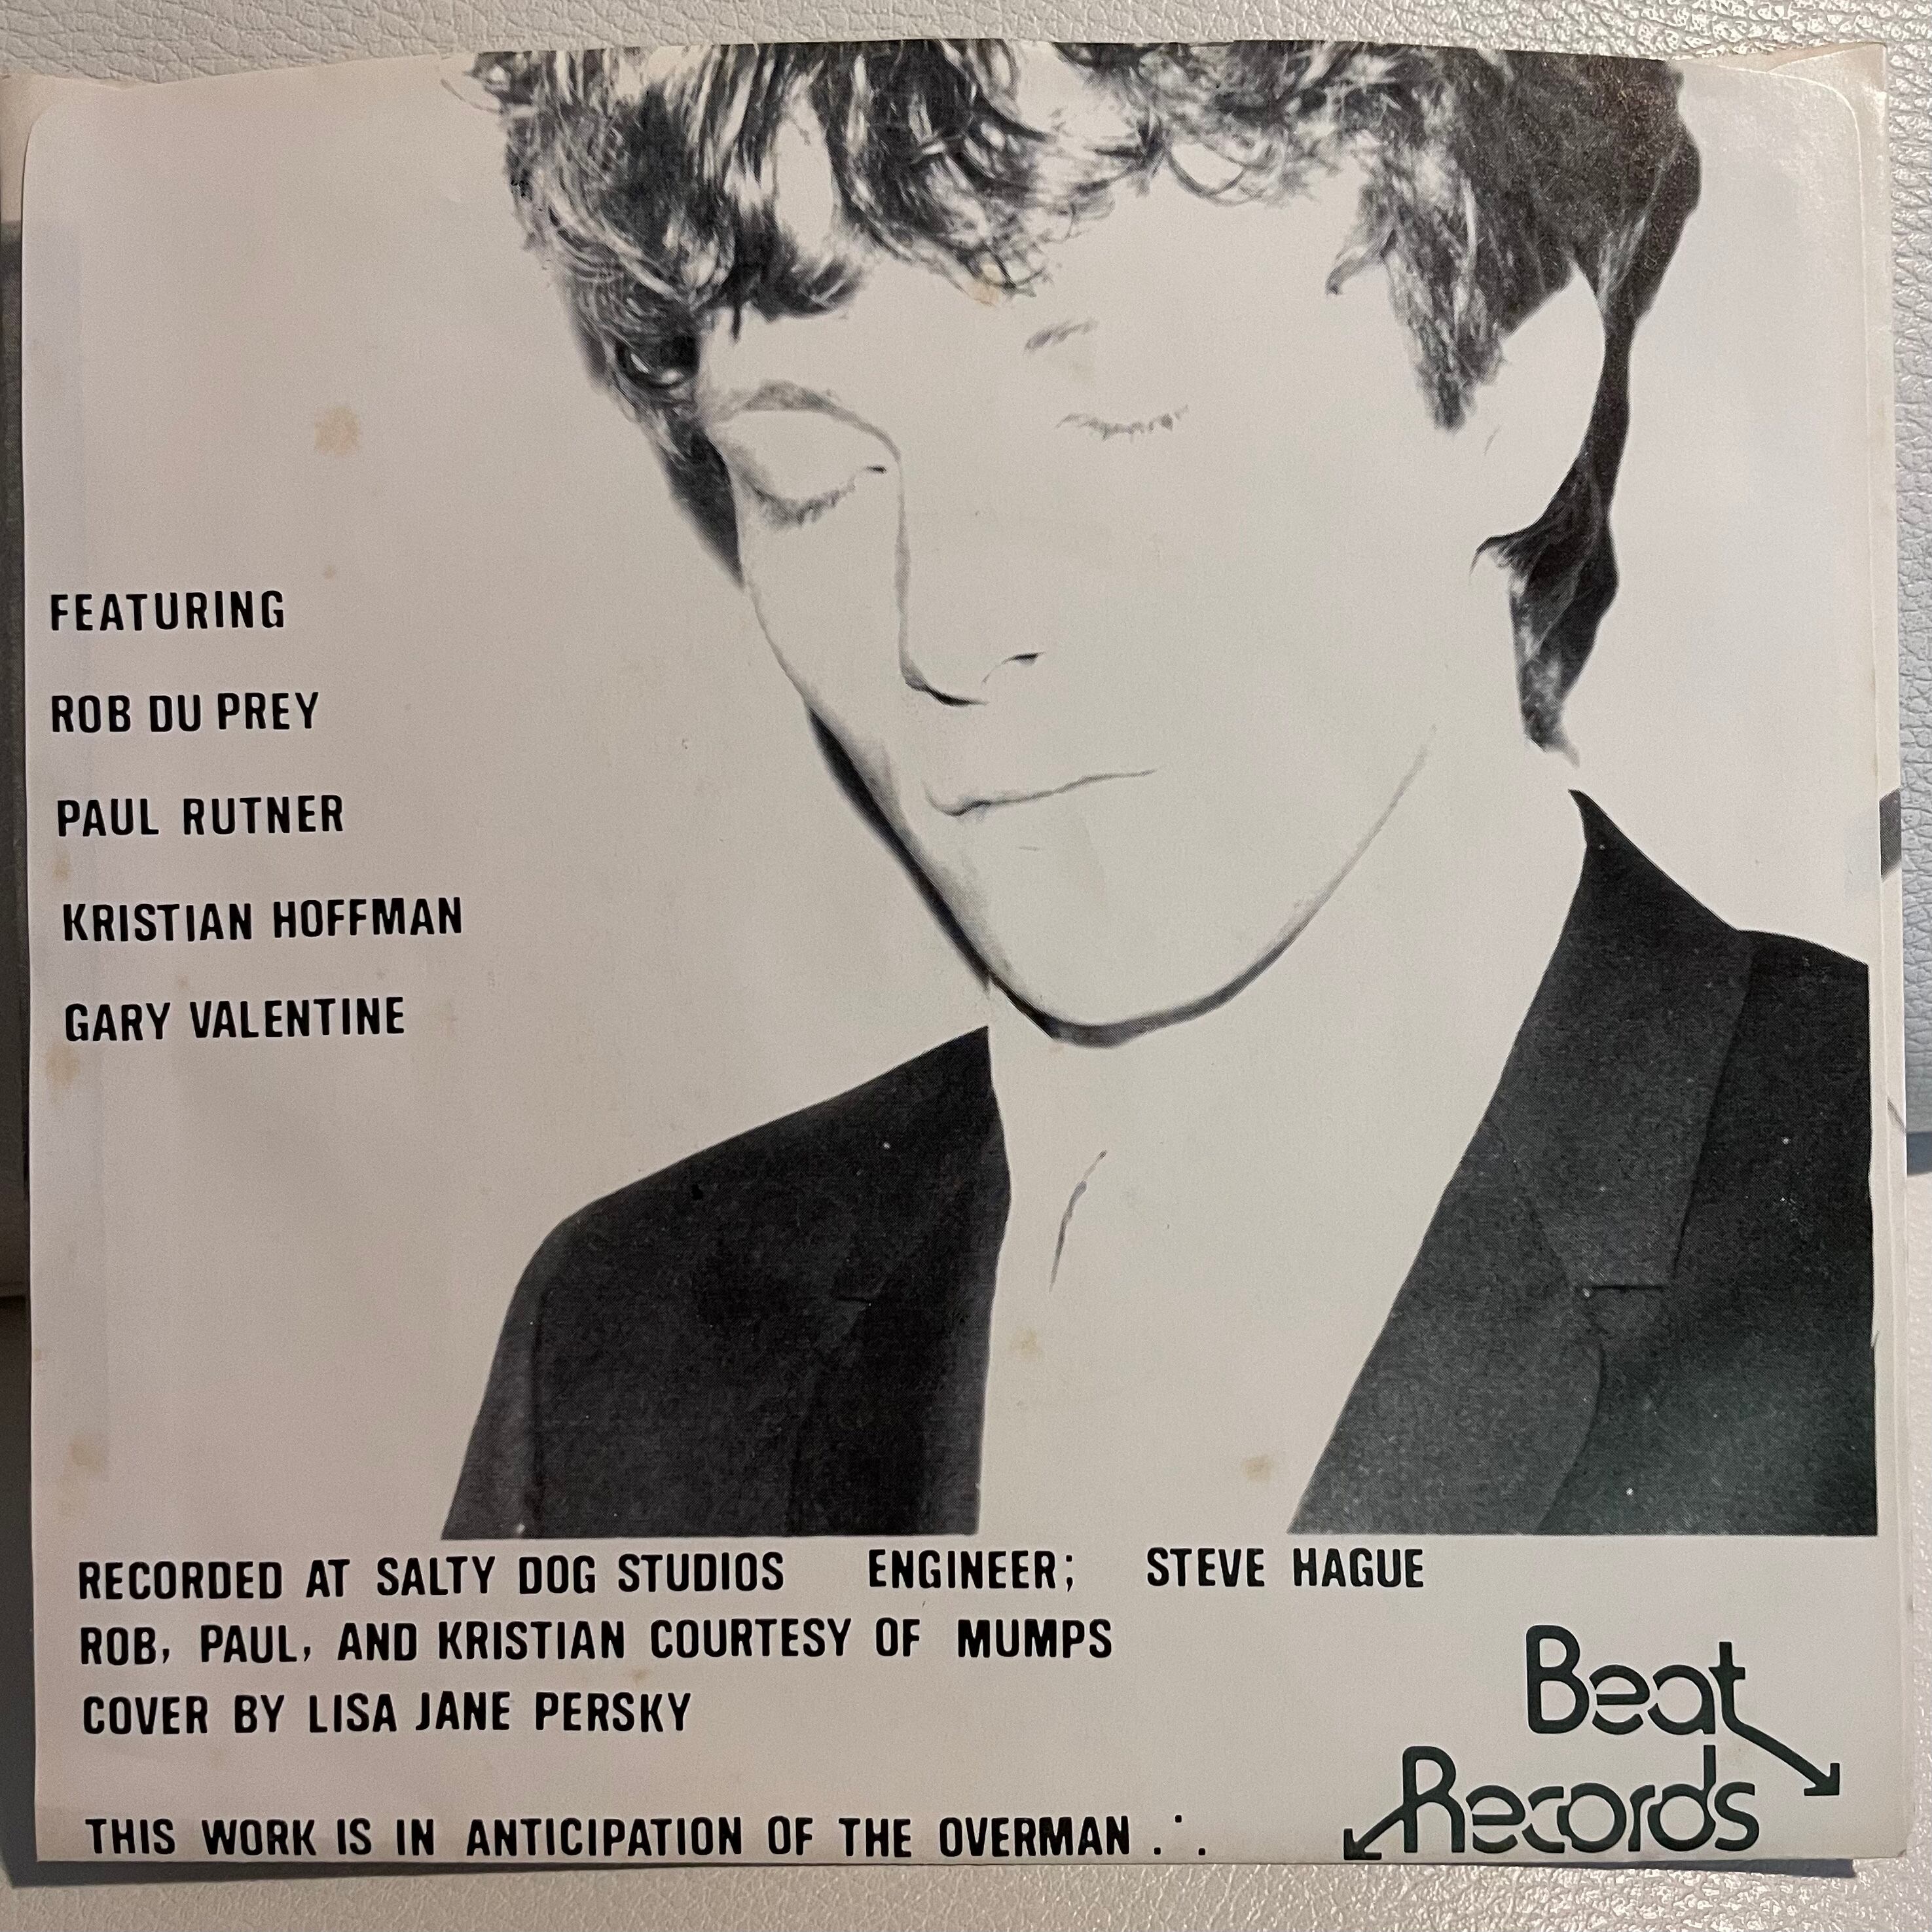 FEATURING
ROB DU PREY
PAUL RUTNER
KRISTIAN HOFFMAN
GARY VALENTINE
RECORDED AT SALTY DOG STUDIOS ENGINEER; STEVE HAGUE
ROB, PAUL, AND KRISTIAN COURTESY OF MUMPS
COVER BY LISA JANE PERSKY
THIS WORK IS IN ANTICIPATION OF THE OVERMAN .˙.
Beat
Records